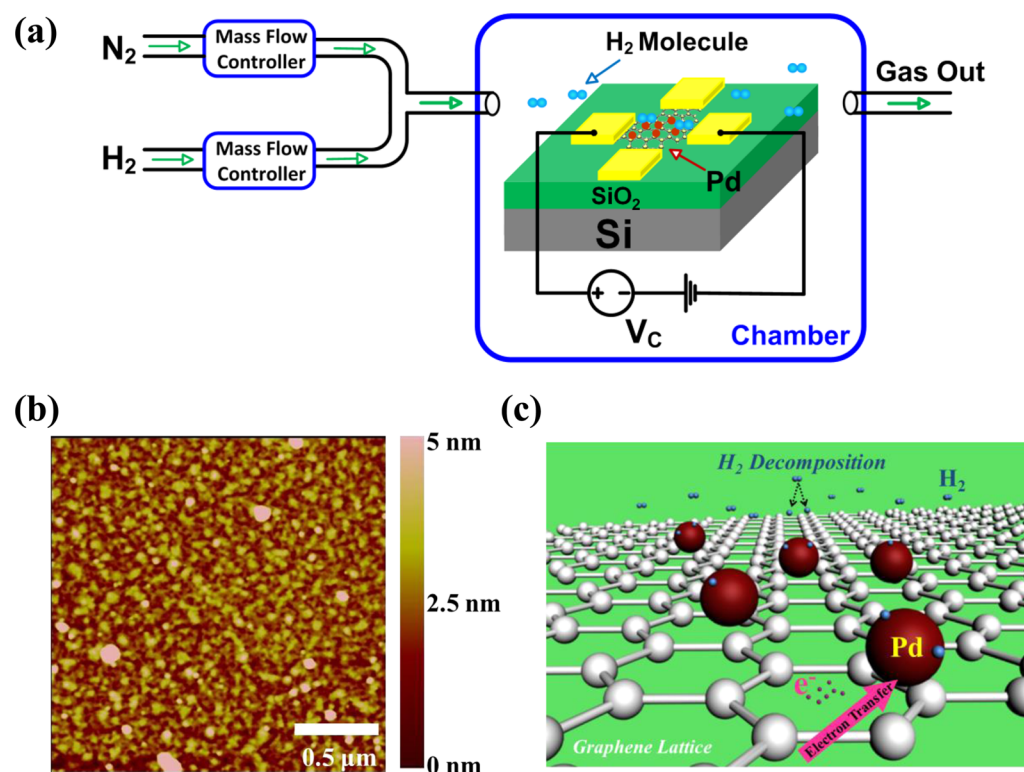 (a)
N₂
Mass Flow
Controller
H₂
Mass Flow
Controller
H₂ Molecule
Gas Out
Pd
SiO₂
Si
+ −
V_C
Chamber
(b)
5 nm
2.5 nm
0 nm
0.5 µm
(c)
H₂ Decomposition
H₂
Pd
e⁻
Electron Transfer
Graphene Lattice